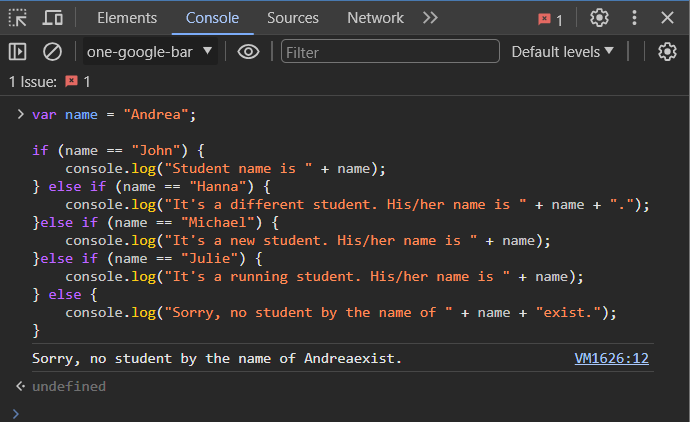 Elements Console Sources Network 1
one-google-bar Filter Default levels
1 Issue: 1
var name = "Andrea";
if (name == "John") {
console.log("Student name is " + name);
} else if (name == "Hanna") {
console.log("It's a different student. His/her name is " + name + ".");
}else if (name == "Michael") {
console.log("It's a new student. His/her name is " + name);
}else if (name == "Julie") {
console.log("It's a running student. His/her name is " + name);
} else {
console.log("Sorry, no student by the name of " + name + "exist.");
}
Sorry, no student by the name of Andreaexist. VM1626:12
undefined